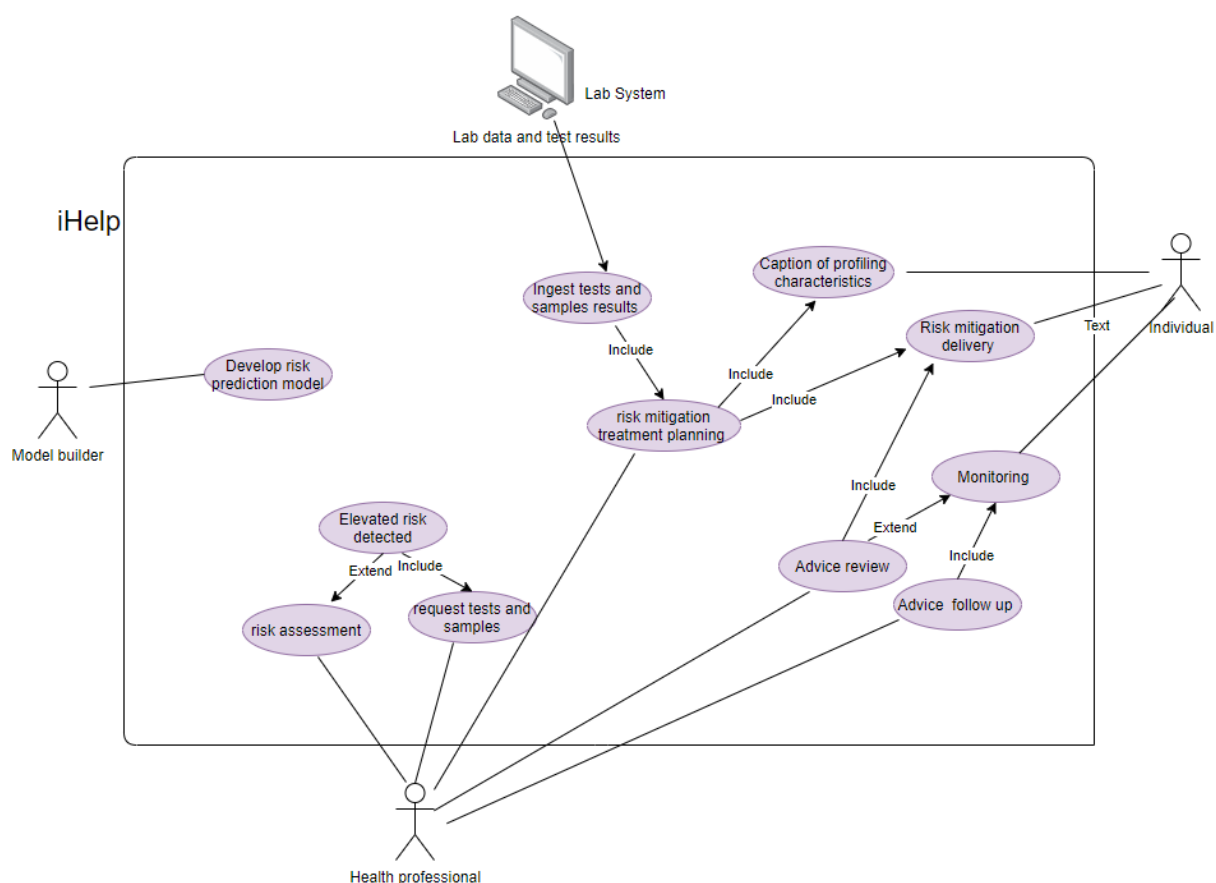 Lab System
Lab data and test results
iHelp
Caption of profiling
characteristics
Ingest tests and
samples results
Individual
Text
Risk mitigation
delivery
Include
Develop risk
prediction model
Include
Include
risk mitigation
treatment planning
Model builder
Monitoring
Include
Elevated risk
detected
Extend
Include
Extend
Include
Advice review
request tests and
samples
Advice  follow up
risk assessment
Health professional